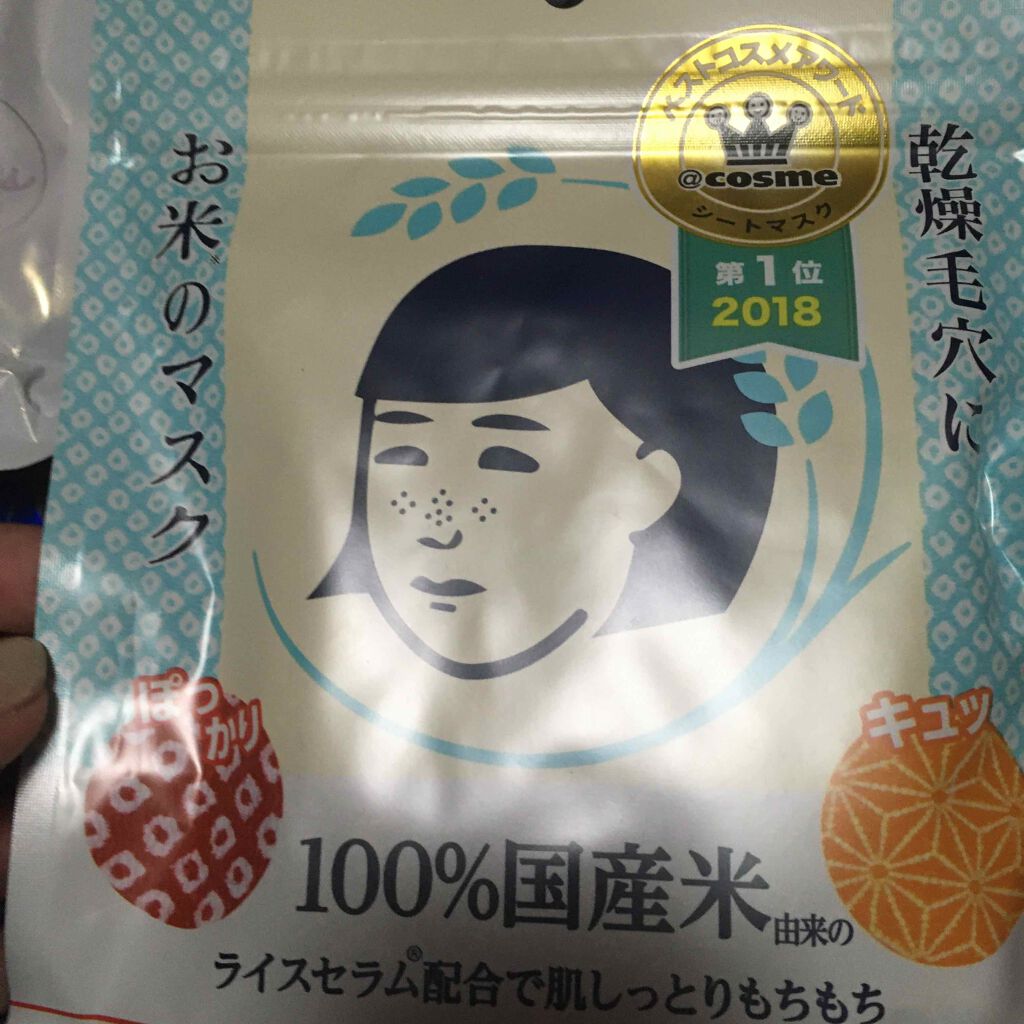 ベストコスメアワード
@cosme
シートマスク
第1位
2018
乾燥毛穴に
お米のマスク
ぽっ
かり
キュッ
100%国産米由来の
ライスセラム®配合で肌しっとりもちもち